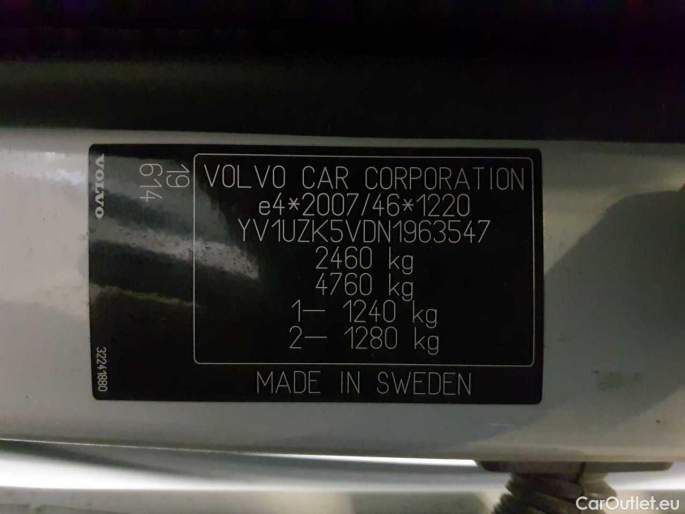 VOLVO
19
614
32241880
VOLVO CAR CORPORATION
e4*2007/46*1220
YV1UZK5VDN1963547
2460 kg
4760 kg
1— 1240 kg
2— 1280 kg
MADE IN SWEDEN
CarOutlet.eu